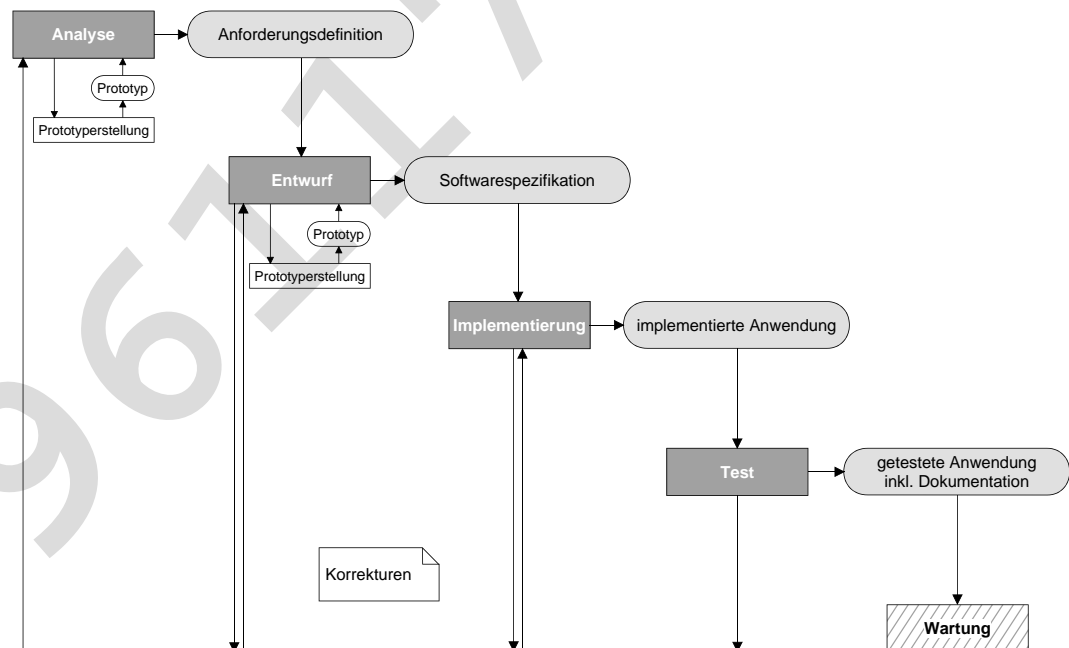 Analyse
Anforderungsdefinition
Prototyp
Prototyperstellung
Entwurf
Softwarespezifikation
Prototyp
Prototyperstellung
Implementierung
implementierte Anwendung
Test
getestete Anwendung
inkl. Dokumentation
Korrekturen
Wartung